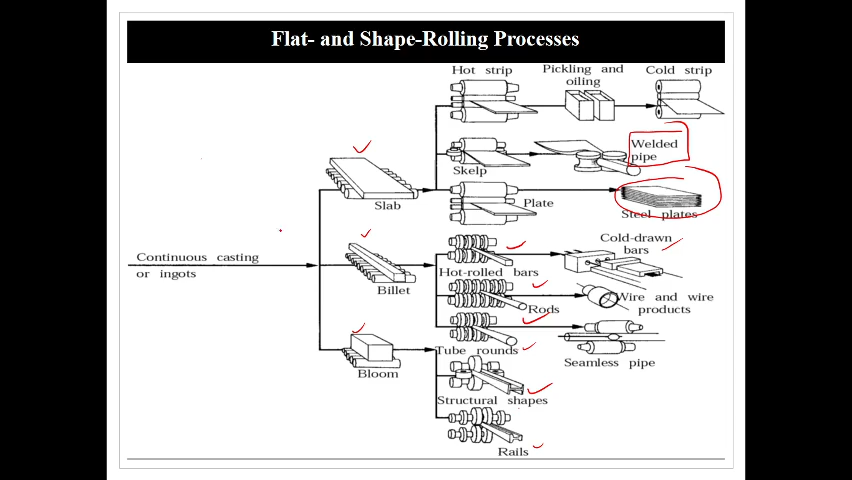 Flat- and Shape-Rolling Processes
Hot strip
Pickling and
oiling
Cold strip
Skelp
Welded
pipe
Slab
Plate
Steel plates
Continuous casting
or ingots
Billet
Hot-rolled bars
Cold-drawn
bars
Rods
Wire and wire
products
Tube rounds
Seamless pipe
Bloom
Structural shapes
Rails